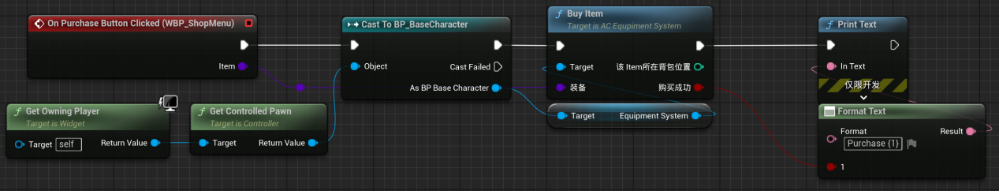 On Purchase Button Clicked (WBP_ShopMenu)
Item
Get Owning Player
Target is Widget
Target self Return Value
Get Controlled Pawn
Target is Controller
Target Return Value
Cast To BP_BaseCharacter
Object Cast Failed
As BP Base Character
Buy Item
Target is AC Equipiment System
Target 该 Item所在背包位置
装备 购买成功
Target Equipment System
Print Text
In Text
仅限开发
Format Text
Format Result
Purchase {1}
1